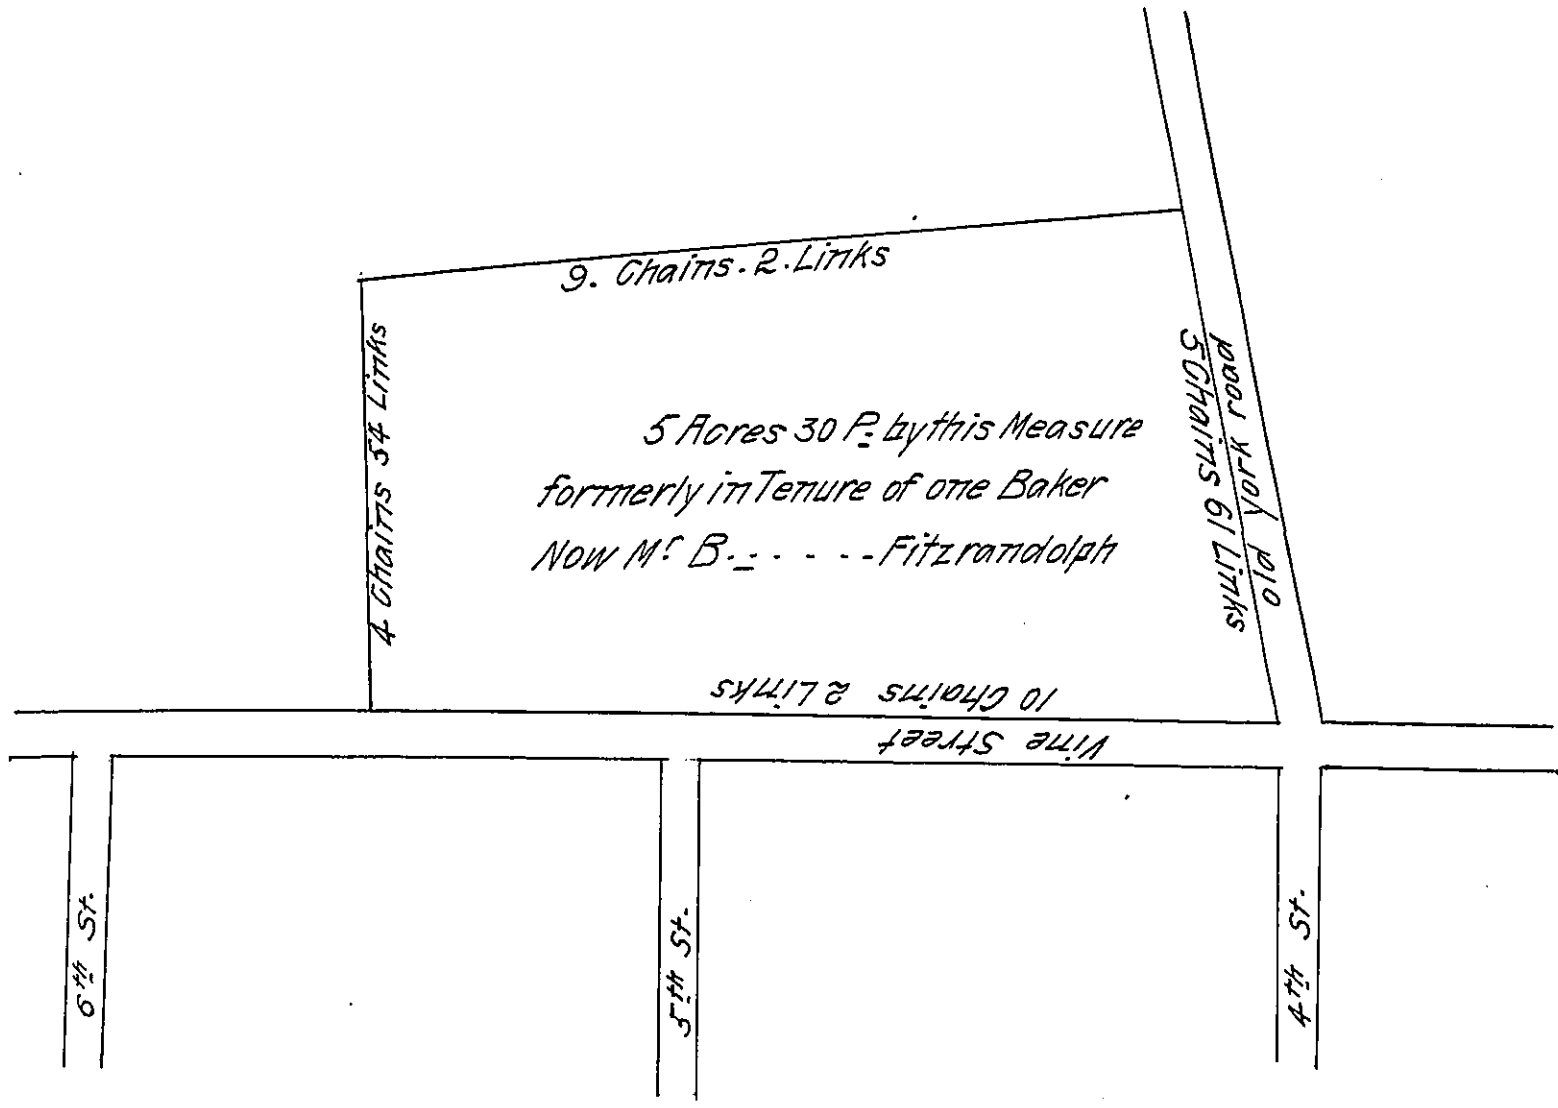 9. Chains. 2. Links
4 Chains 54 Links
5 Acres 30 P. by this Measure
formerly in Tenure of one Baker
Now Mr. B. - - - - - Fitzrandolph
5 Chains 61 Links
old york road
10 Chains 2 Links
Vine Street
6th St.
5th St.
4th St.